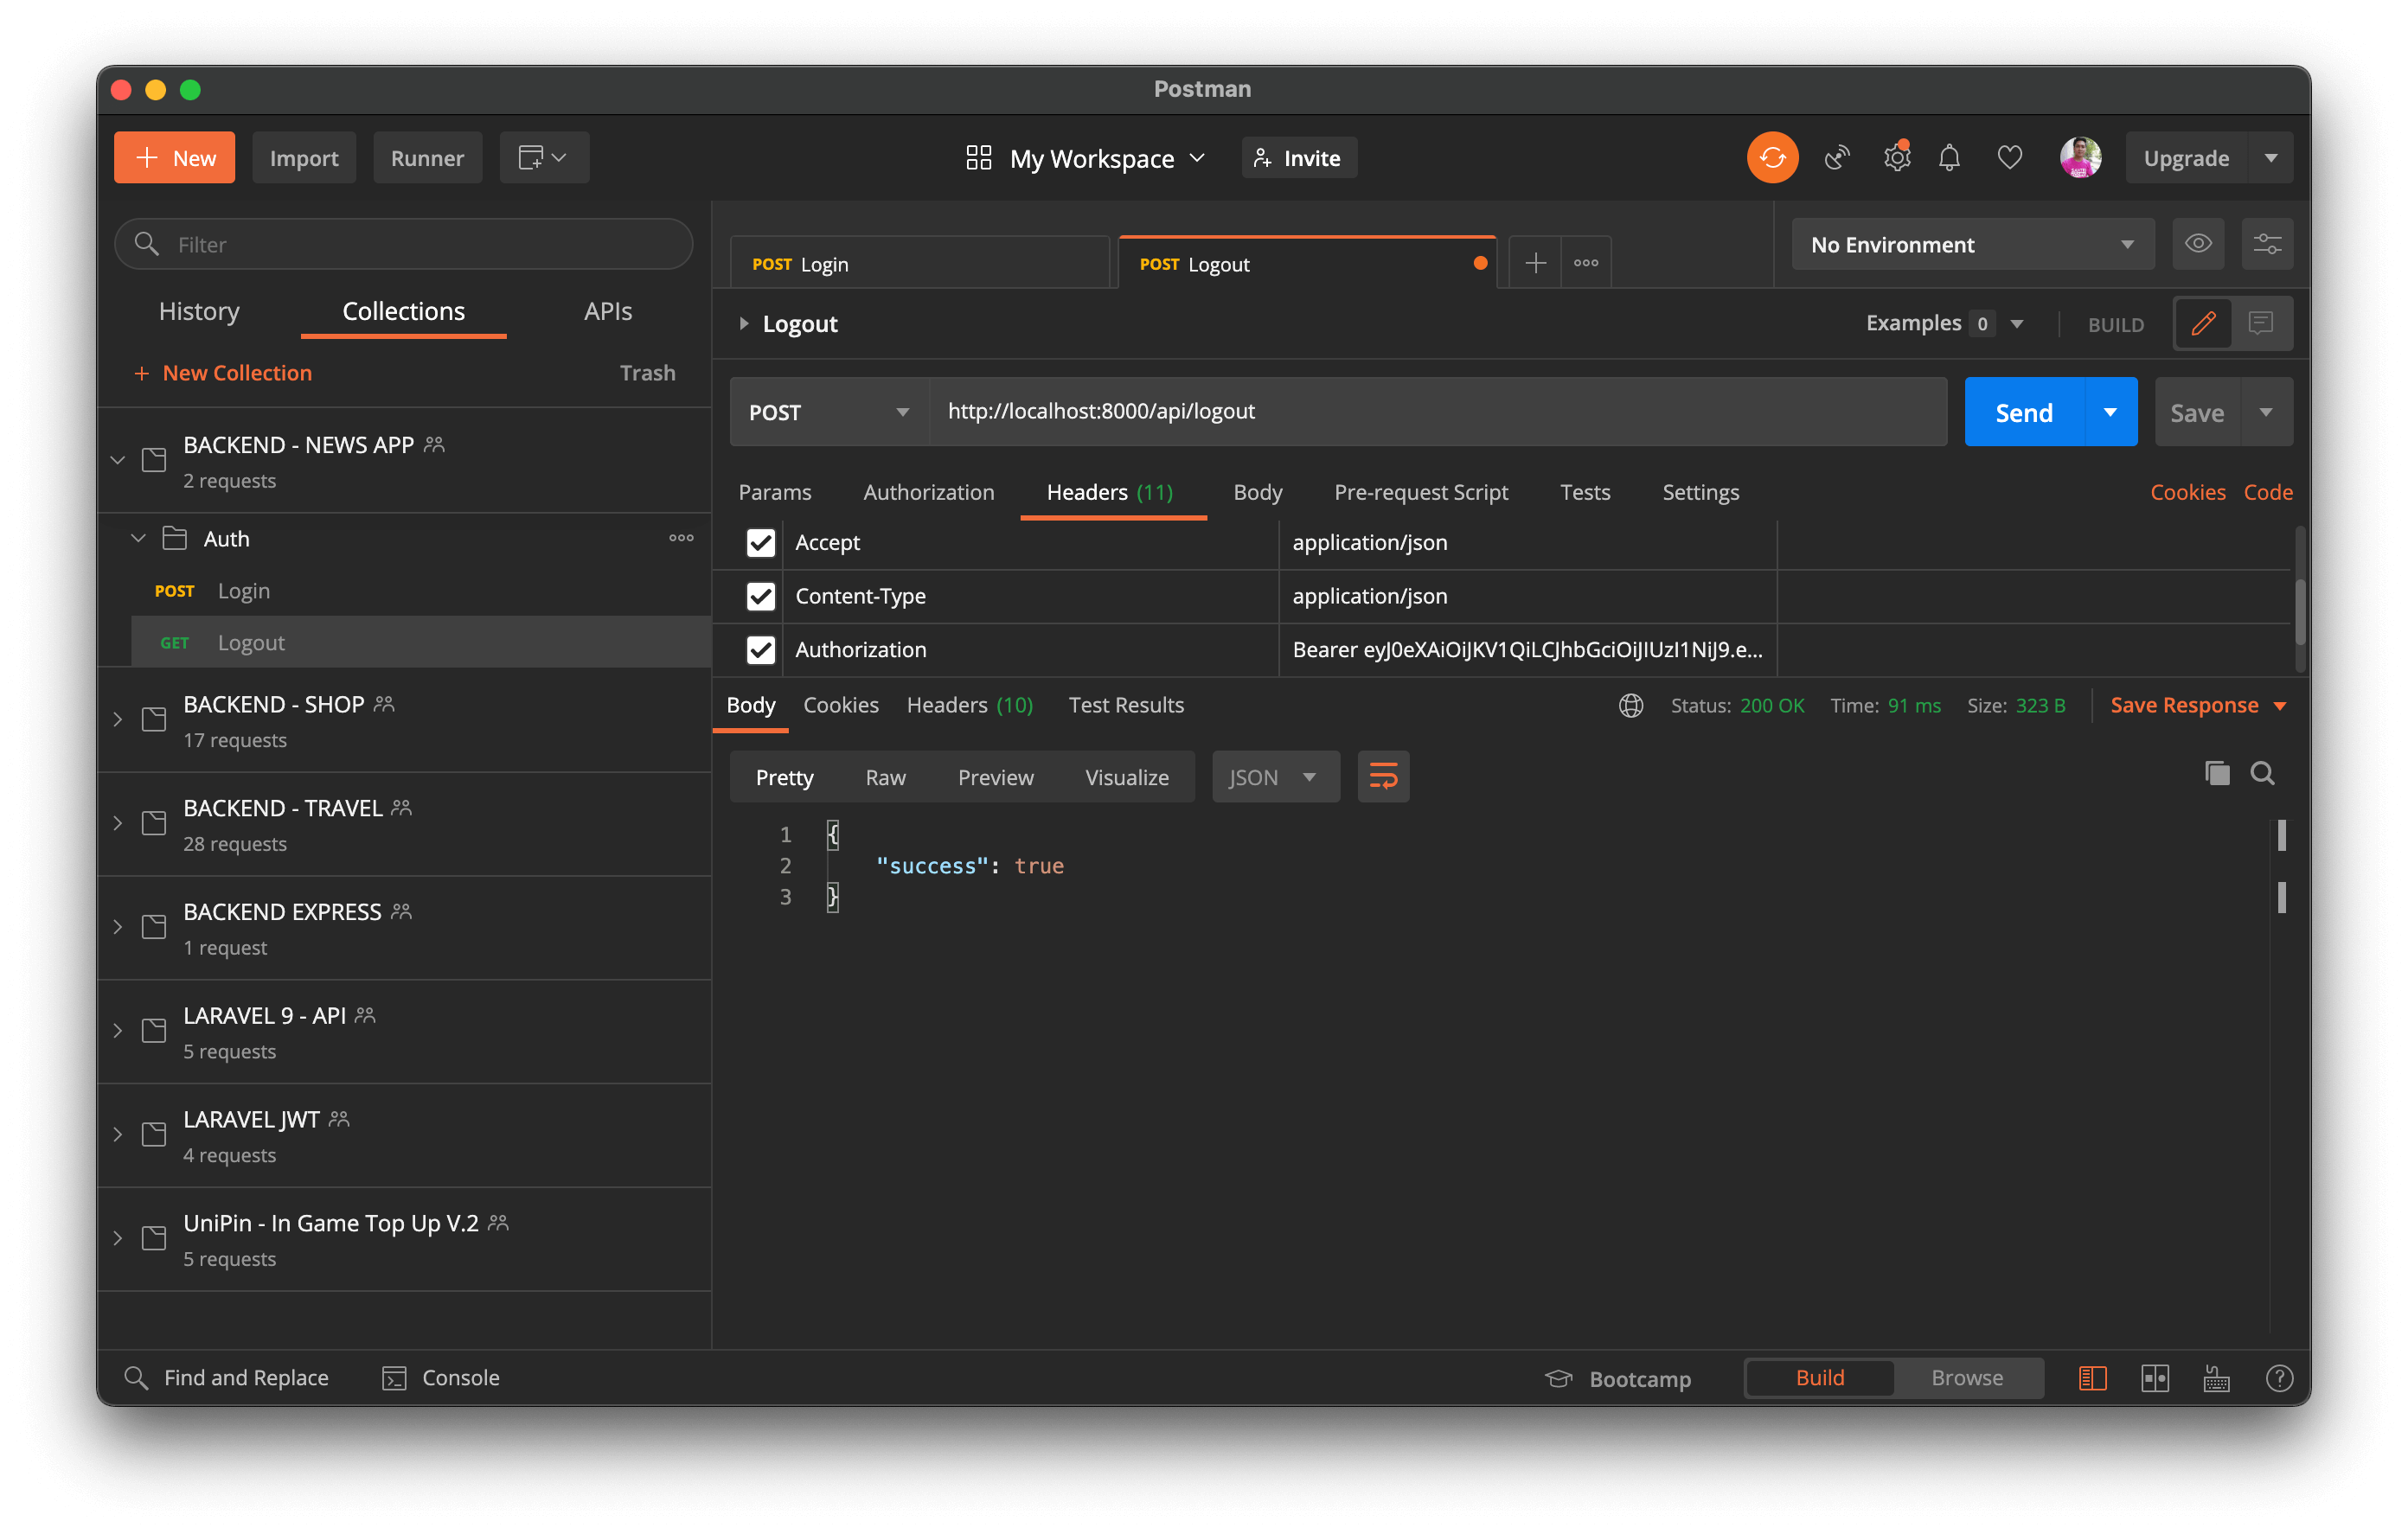 Postman
New
Import
Runner
My Workspace
Invite
Upgrade
Filter
History
Collections
APIs
+ New Collection
Trash
BACKEND - NEWS APP
2 requests
Auth
POST Login
GET Logout
BACKEND - SHOP
17 requests
BACKEND - TRAVEL
28 requests
BACKEND EXPRESS
1 request
LARAVEL 9 - API
5 requests
LARAVEL JWT
4 requests
UniPin - In Game Top Up V.2
5 requests
POST Login
POST Logout
No Environment
Logout
Examples 0
BUILD
POST
http://localhost:8000/api/logout
Send
Save
Params
Authorization
Headers (11)
Body
Pre-request Script
Tests
Settings
Cookies
Code
Accept application/json
Content-Type application/json
Authorization Bearer eyJ0eXAiOiJKV1QiLCJhbGciOiJIUzI1NiJ9.e...
Body
Cookies
Headers (10)
Test Results
Status: 200 OK
Time: 91 ms
Size: 323 B
Save Response
Pretty
Raw
Preview
Visualize
JSON
1 {
2 "success": true
3 }
Find and Replace
Console
Bootcamp
Build
Browse